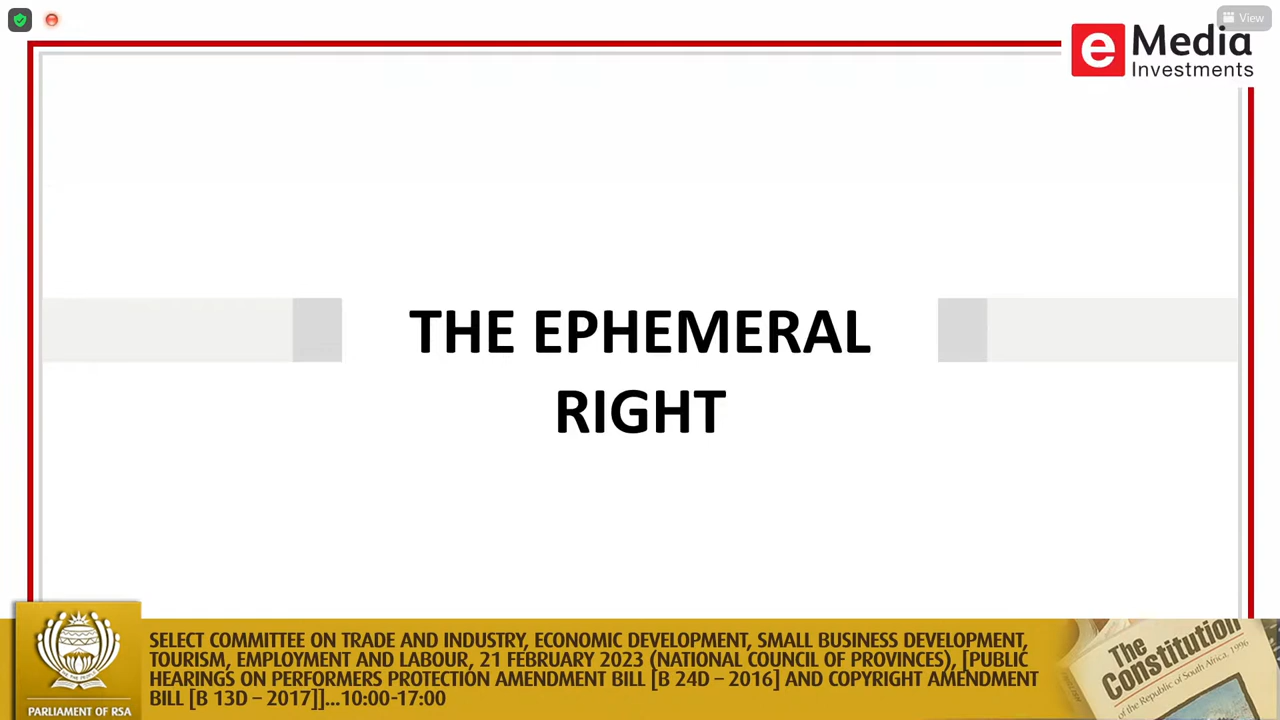 View
e Media
Investments
THE EPHEMERAL
RIGHT
SELECT COMMITTEE ON TRADE AND INDUSTRY, ECONOMIC DEVELOPMENT, SMALL BUSINESS DEVELOPMENT,
TOURISM, EMPLOYMENT AND LABOUR, 21 FEBRUARY 2023 (NATIONAL COUNCIL OF PROVINCES), [PUBLIC
HEARINGS ON PERFORMERS PROTECTION AMENDMENT BILL [B 24D – 2016] AND COPYRIGHT AMENDMENT
BILL [B 13D – 2017]]...10:00-17:00
PARLIAMENT OF RSA
The
Constitution
of the Republic of South Africa, 1996